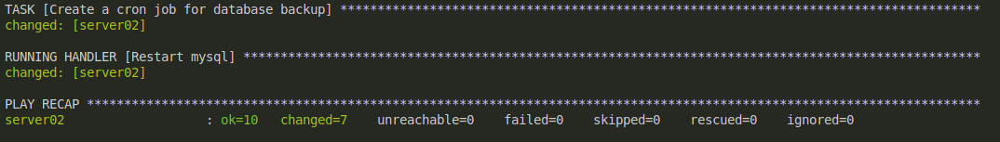 TASK [Create a cron job for database backup] **************************************************************************************
changed: [server02]
RUNNING HANDLER [Restart mysql] ***************************************************************************************************
changed: [server02]
PLAY RECAP ************************************************************************************************************************
server02                   : ok=10   changed=7    unreachable=0    failed=0    skipped=0    rescued=0    ignored=0